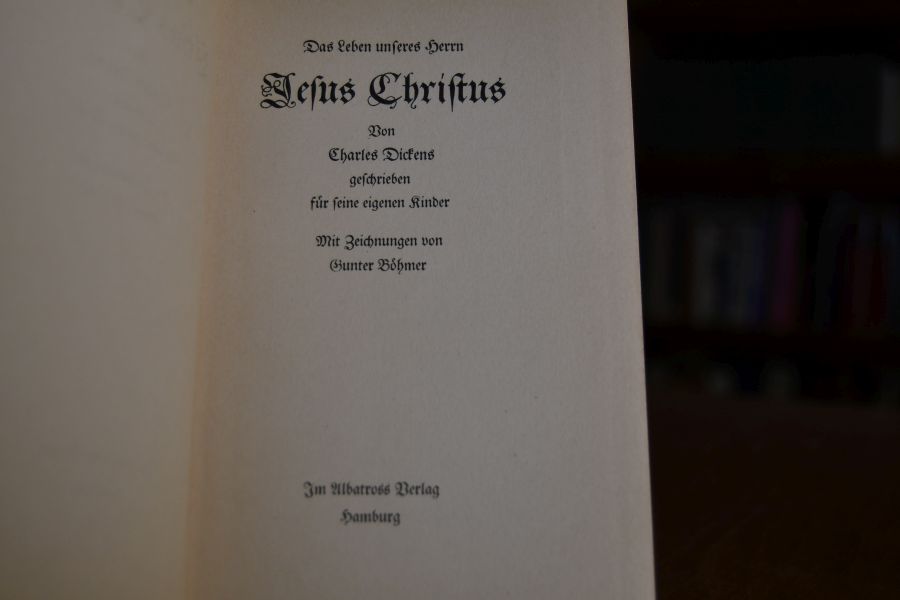 Das Leben unſeres Herrn
Jeſus Chriſtus
Von
Charles Dickens
geſchrieben
für ſeine eigenen Kinder
Mit Zeichnungen von
Gunter Böhmer
Im Albatross Verlag
Hamburg